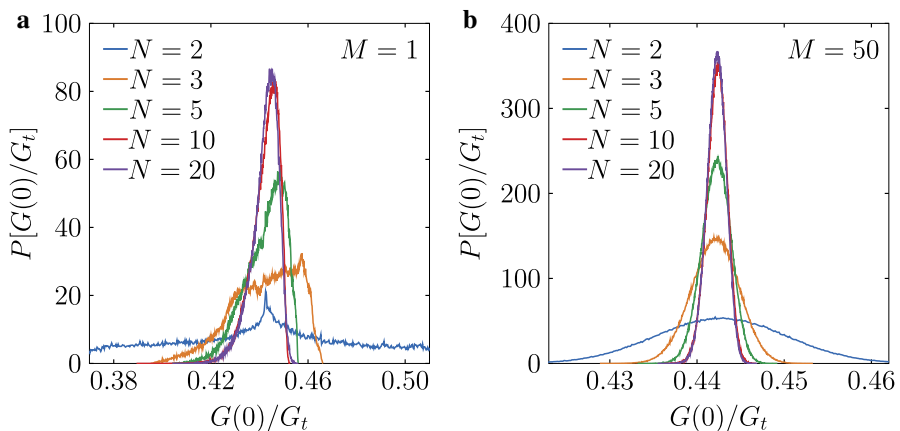 a
100
80
60
40
20
0
P[G(0)/G_t]
N = 2
N = 3
N = 5
N = 10
N = 20
M = 1
0.38 0.42 0.46 0.50
G(0)/G_t
b
400
300
200
100
0
P[G(0)/G_t]
N = 2
N = 3
N = 5
N = 10
N = 20
M = 50
0.43 0.44 0.45 0.46
G(0)/G_t